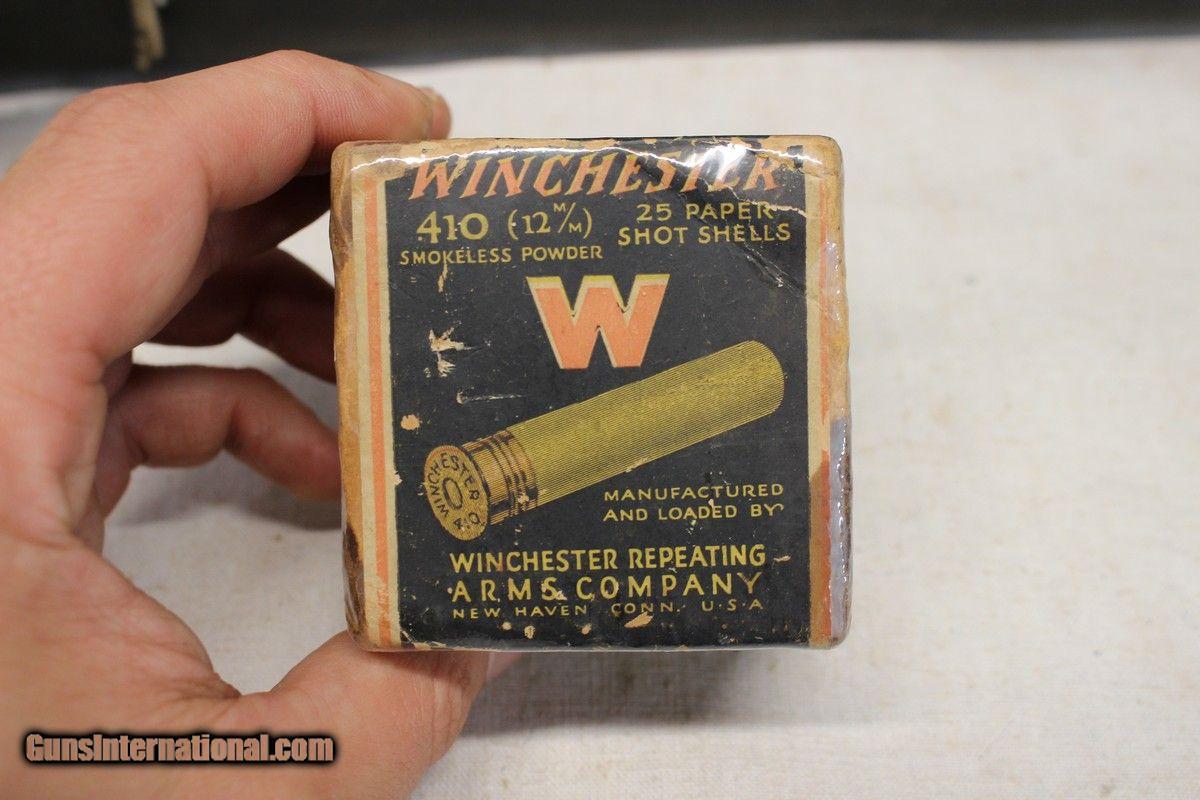 WINCHESTER
.410 (12 M/M) 25 PAPER
SMOKELESS POWDER SHOT SHELLS
W
WINCHESTER
410
MANUFACTURED
AND LOADED BY
WINCHESTER REPEATING
ARMS COMPANY
NEW HAVEN CONN. U·S·A
GunsInternational.com